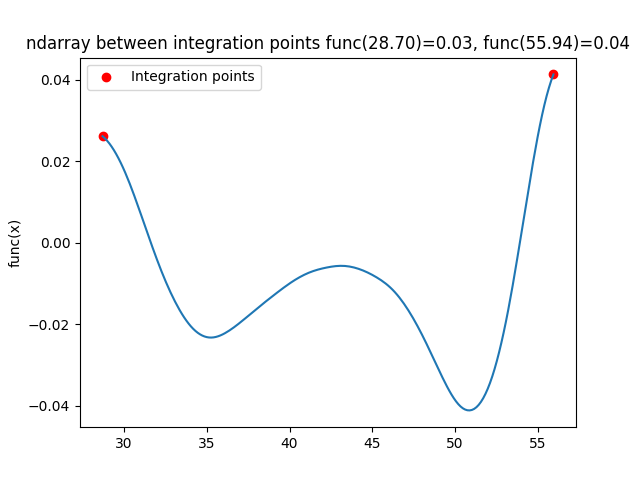 ndarray between integration points func(28.70)=0.03, func(55.94)=0.04
Integration points
func(x)
0.04
0.02
0.00
−0.02
−0.04
30 35 40 45 50 55